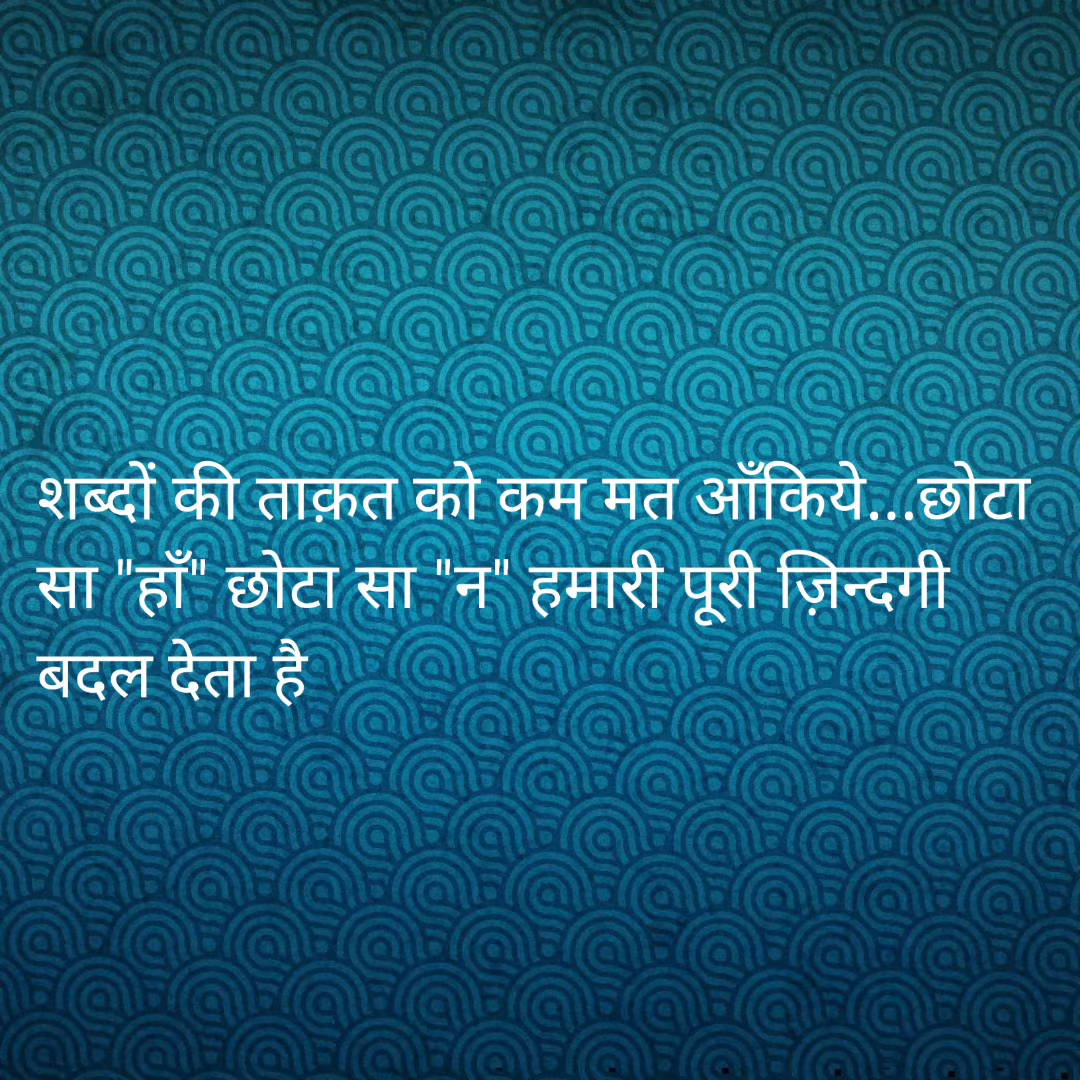 शब्दों की ताक़त को कम मत आँकिये...छोटा
सा "हाँ" छोटा सा "न" हमारी पूरी ज़िन्दगी
बदल देता है